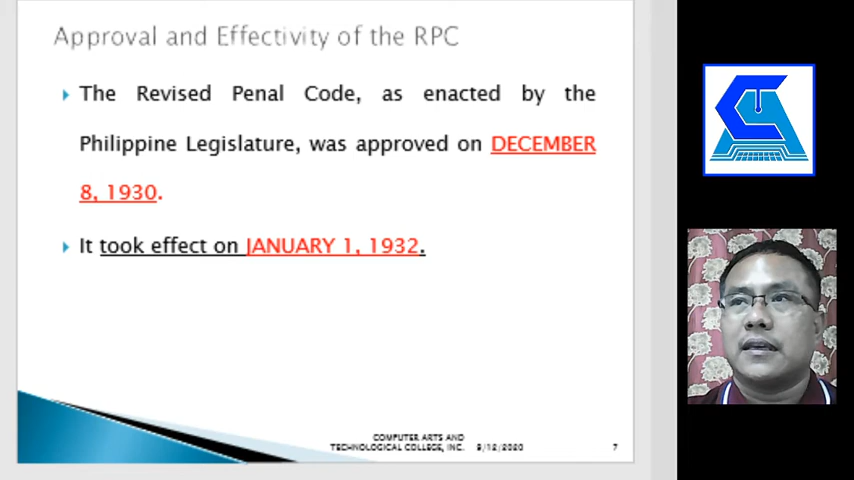 Approval and Effectivity of the RPC
The Revised Penal Code, as enacted by the
Philippine Legislature, was approved on DECEMBER
8, 1930.
It took effect on JANUARY 1, 1932.
COMPUTER ARTS AND
TECHNOLOGICAL COLLEGE, INC. 9/12/2020 7